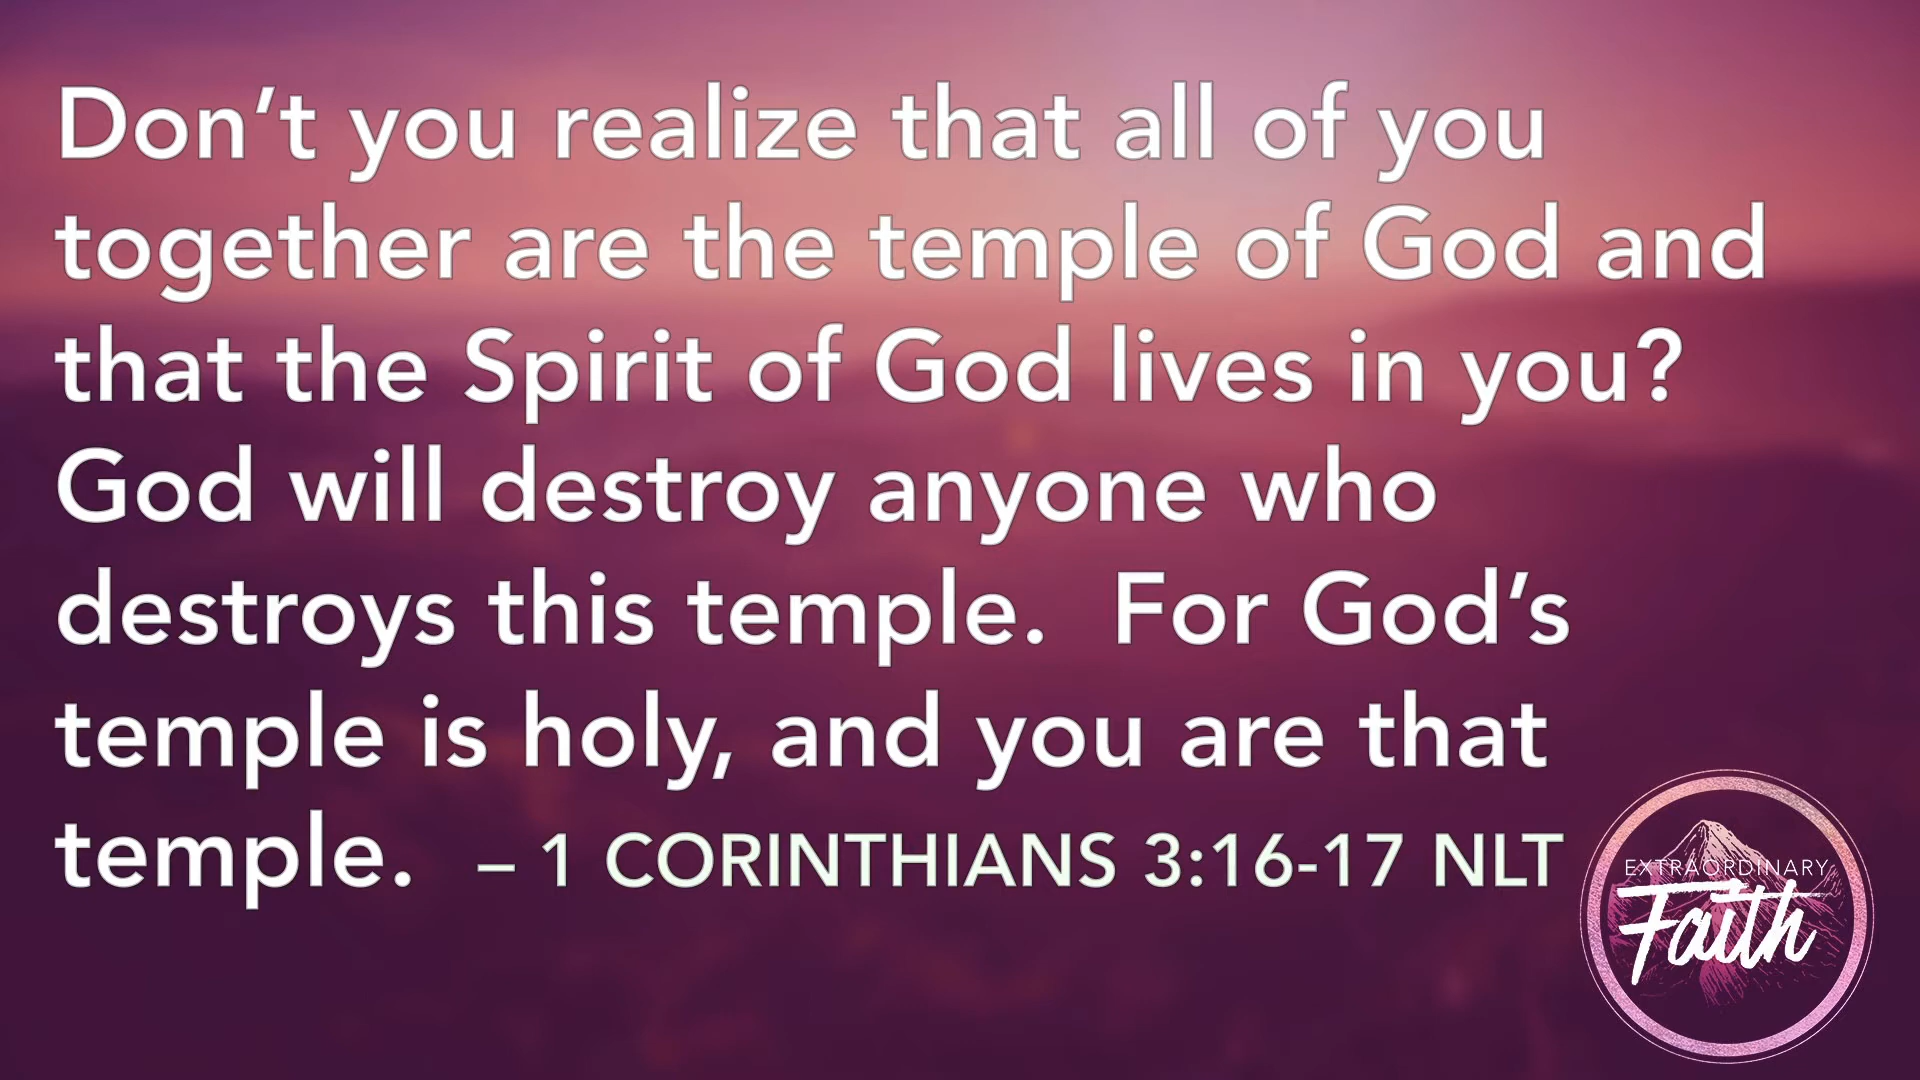 Don’t you realize that all of you
together are the temple of God and
that the Spirit of God lives in you?
God will destroy anyone who
destroys this temple.  For God’s
temple is holy, and you are that
temple.  – 1 CORINTHIANS 3:16-17 NLT
EXTRAORDINARY
Faith